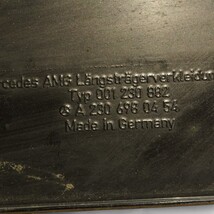 rcedes AMG Längsträgerverkleidun
Typ 001 230 882
A 230 698 04 54
Made in Germany